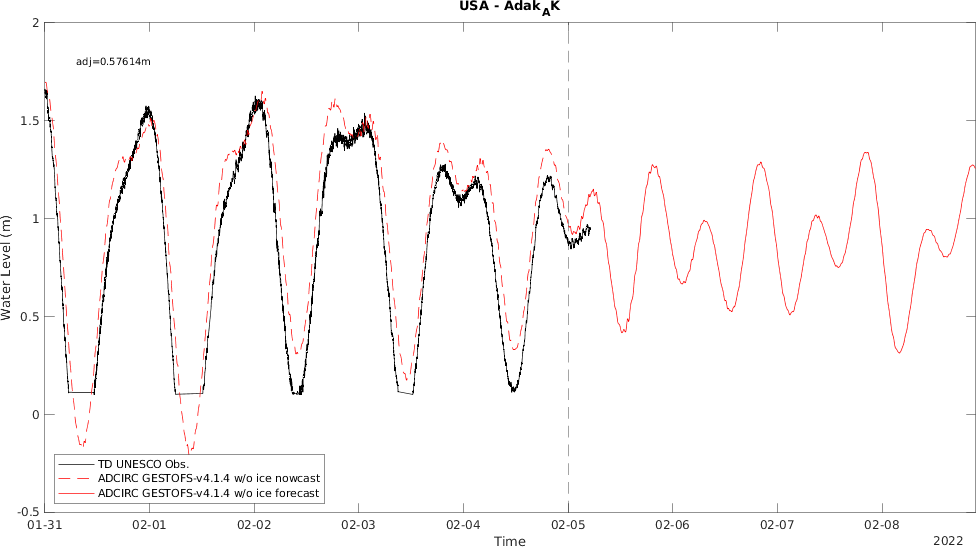 USA - Adak_AK
adj=0.57614m
2
1.5
1
0.5
0
-0.5
Water Level (m)
TD UNESCO Obs.
ADCIRC GESTOFS-v4.1.4 w/o ice nowcast
ADCIRC GESTOFS-v4.1.4 w/o ice forecast
01-31 02-01 02-02 02-03 02-04 02-05 02-06 02-07 02-08
Time
2022